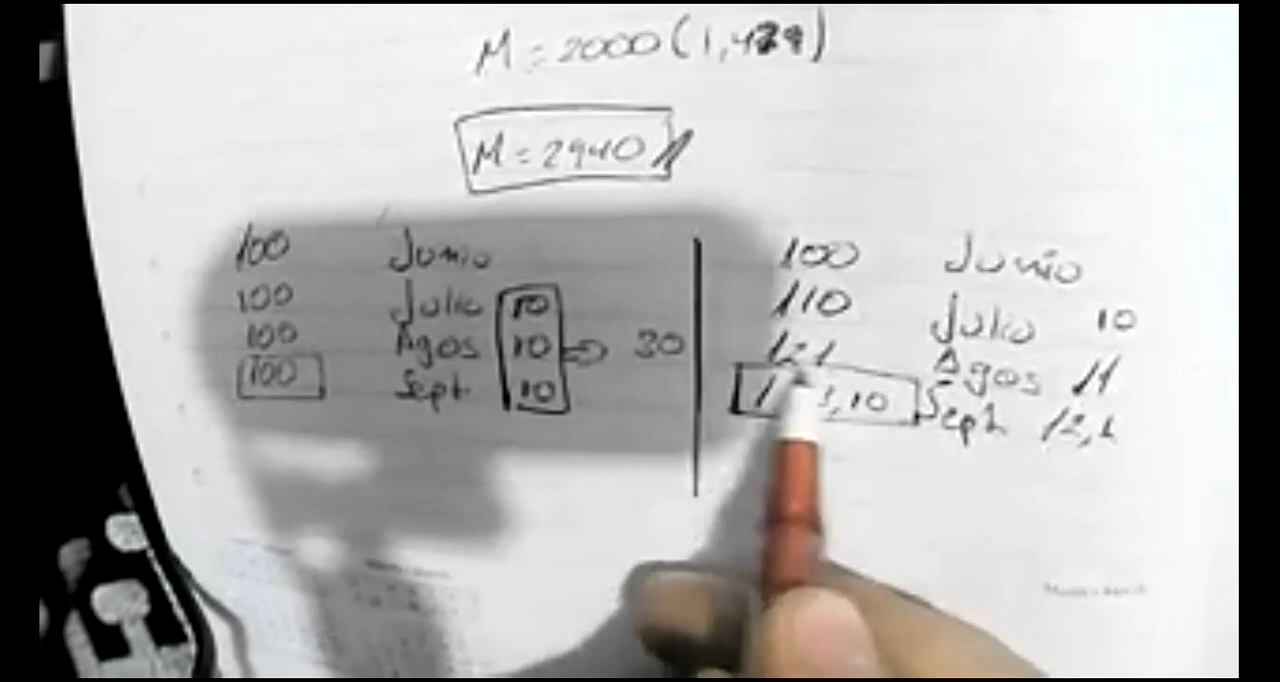 M = 2000 (1,479)
M = 2940
100 Junio
100 Julio 10
100 Agos 10 ⇒ 30
100 Sept 10
100 Junio
110 Julio 10
121 Agos 11
Sept 12,1